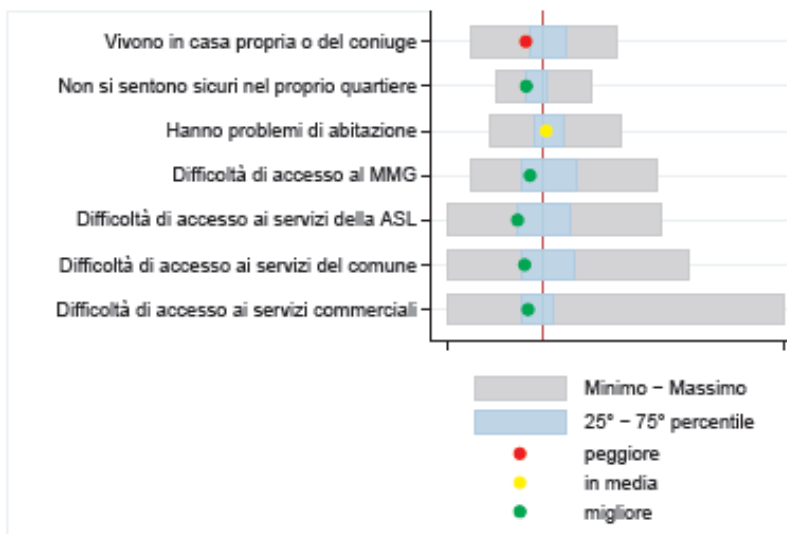 Vivono in casa propria o del coniuge
Non si sentono sicuri nel proprio quartiere
Hanno problemi di abitazione
Difficoltà di accesso al MMG
Difficoltà di accesso ai servizi della ASL
Difficoltà di accesso ai servizi del comune
Difficoltà di accesso ai servizi commerciali
Minimo – Massimo
25° – 75° percentile
peggiore
in media
migliore